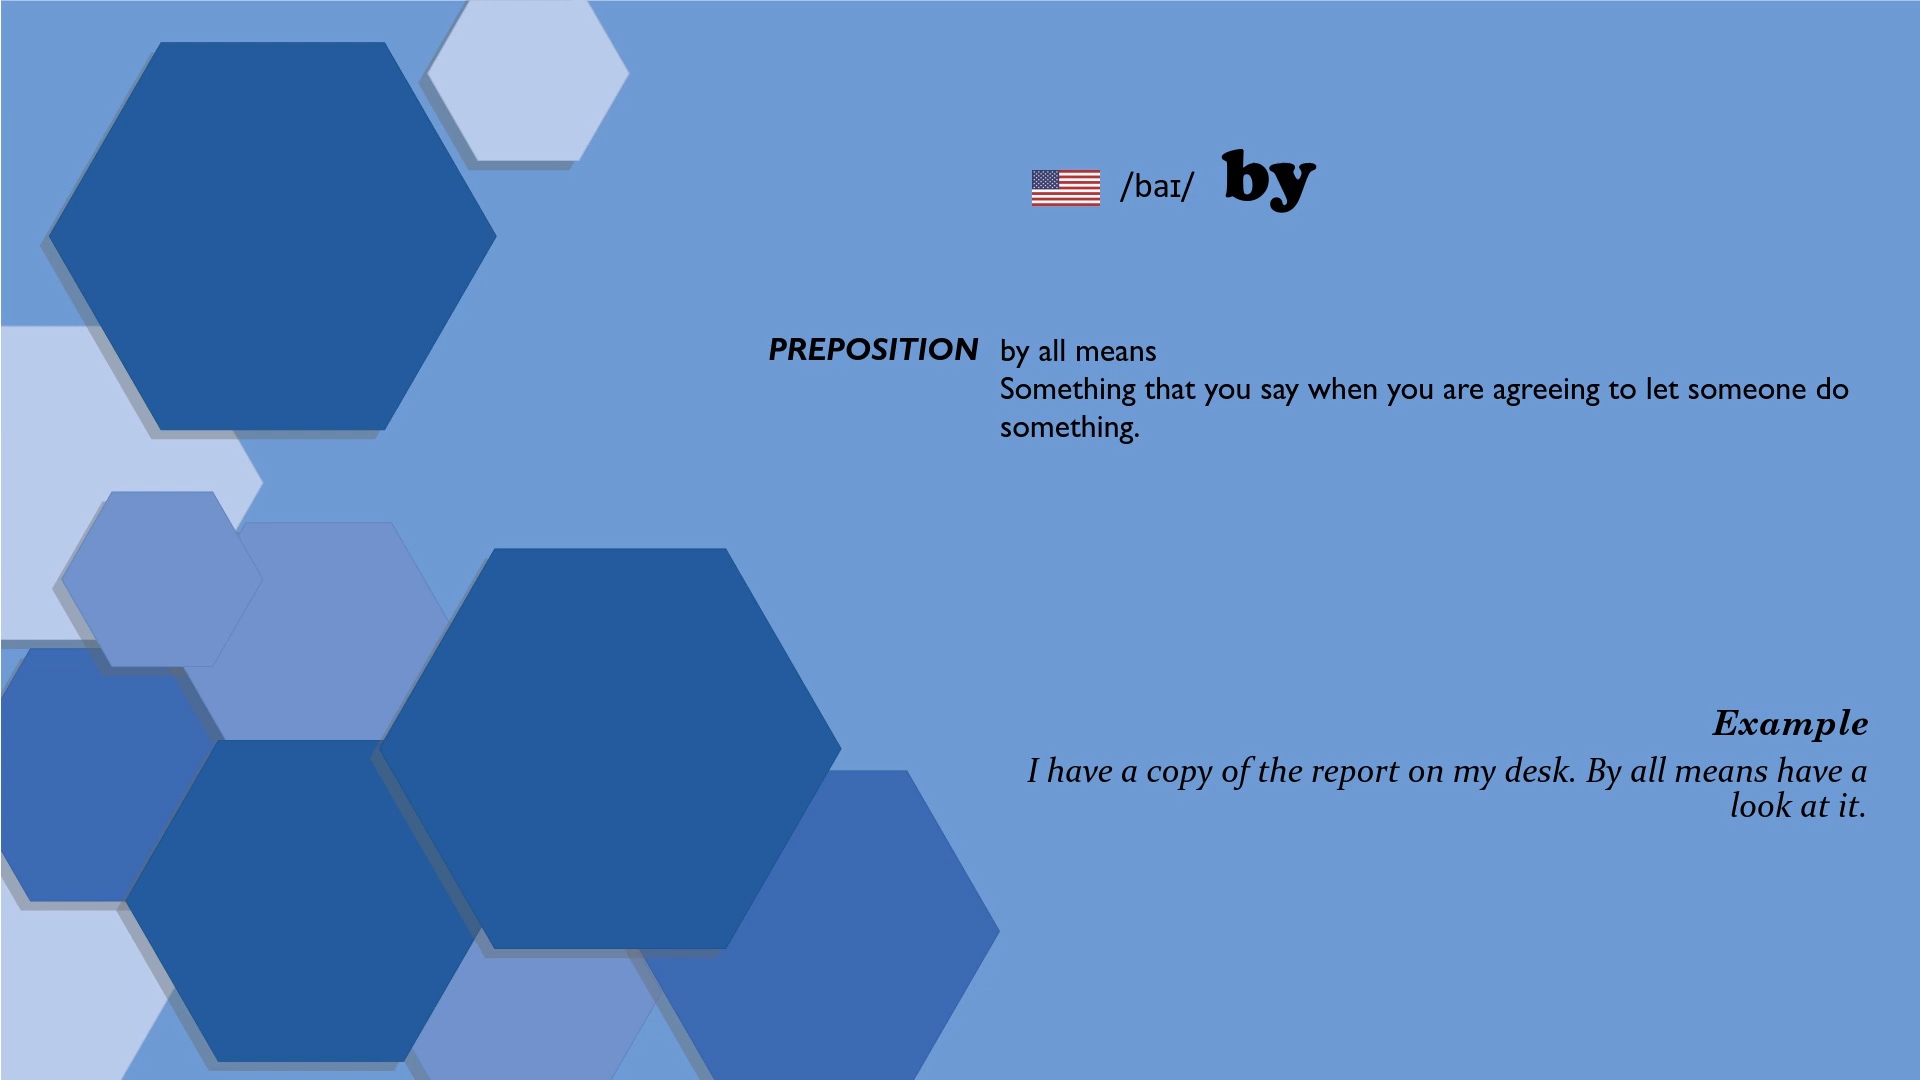 /baɪ/ by
PREPOSITION by all means
Something that you say when you are agreeing to let someone do
something.
Example
I have a copy of the report on my desk. By all means have a
look at it.